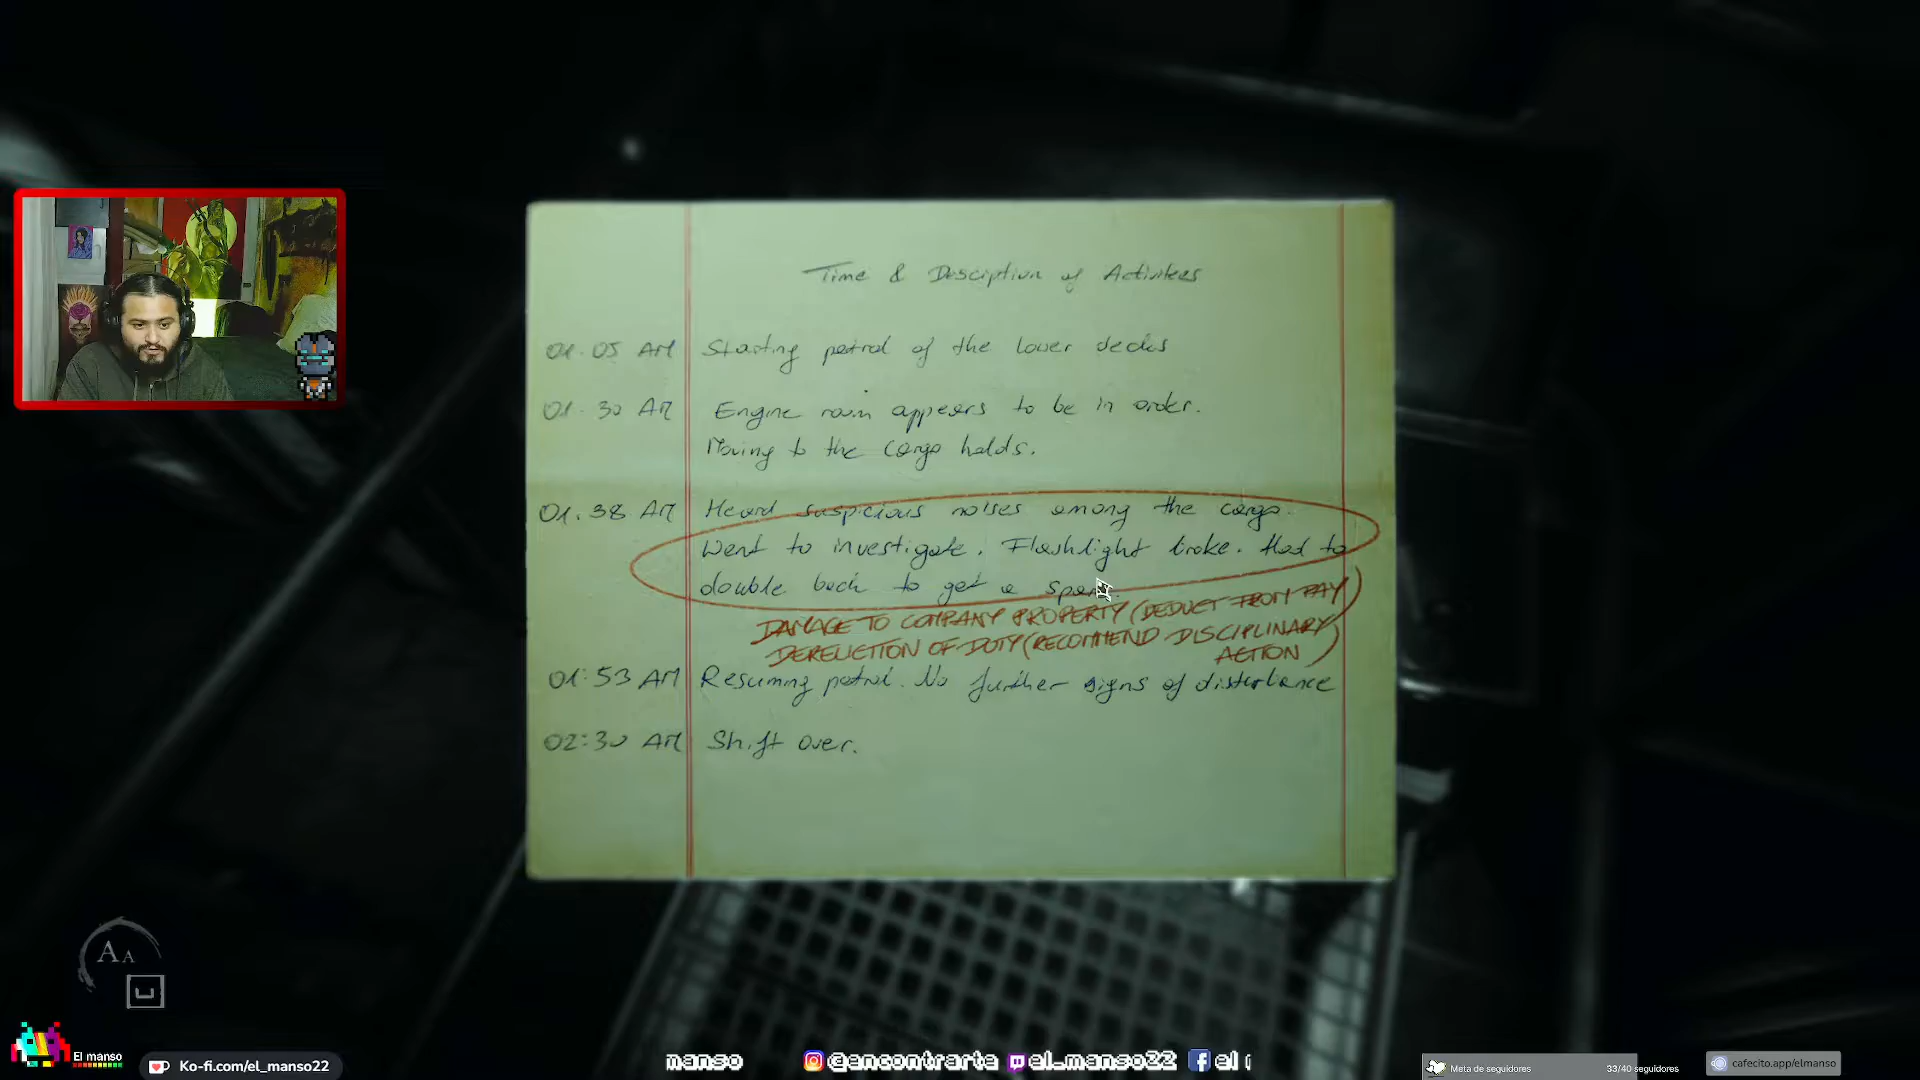 Time & Desciption of Activitees
01.05 AM Starting patrol of the lower decks
01.30 AM Engine room appears to be in order.
Moving to the cargo holds.
01.38 AM Heard suspicious noises among the cargo.
Went to investigate. Flashlight broke. Had to
double back to get a
DAMAGE TO COMPANY PROPERTY (DEDUCT FROM PAY)
DERELICTION OF DUTY (RECOMMEND DISCIPLINARY
ACTION)
01:53 AM Resuming patrol. No further signs of disturbance
02:30 AM Shift over.
AA
El manso
Ko-fi.com/el_manso22
manso @encontrarte el_manso22 el
Meta de seguidores 33/40 seguidores
cafecito.app/elmanso